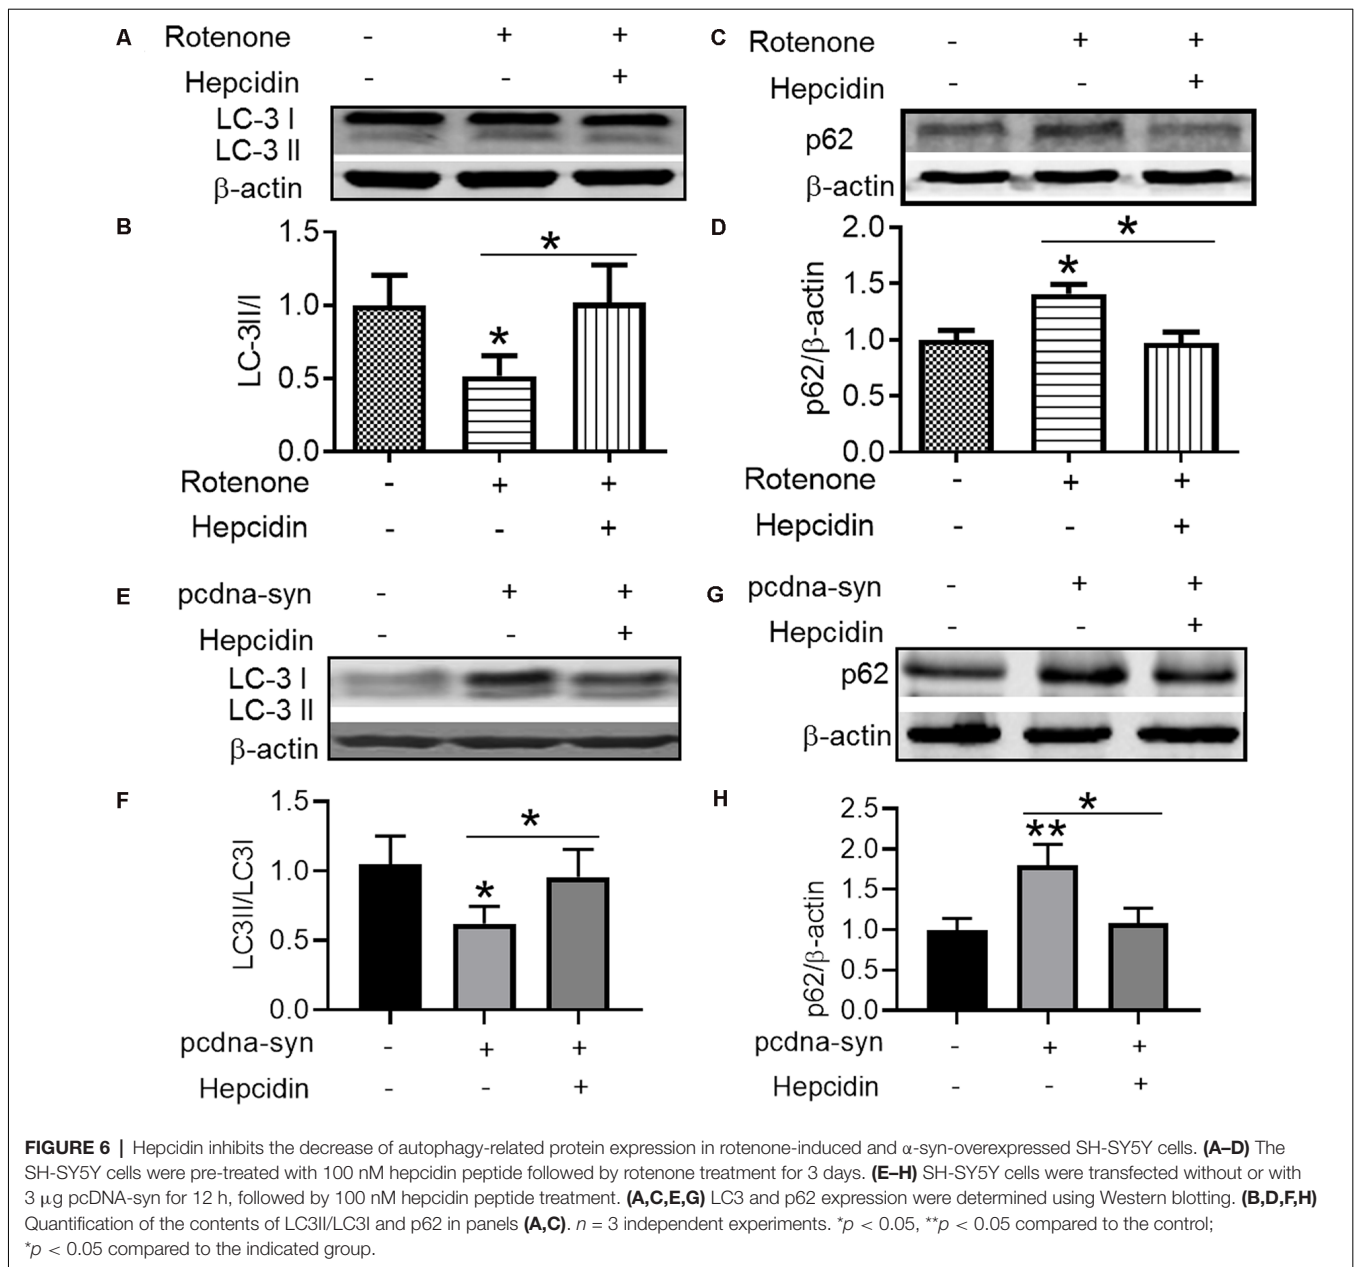 A Rotenone - + +
Hepcidin - - +
LC-3 I
LC-3 II
β-actin
C Rotenone - + +
Hepcidin - - +
p62
β-actin
B
1.5
1.0
0.5
0.0
LC-3II/I
*
*
Rotenone - + +
Hepcidin - - +
D
2.0
1.5
1.0
0.5
0.0
p62/β-actin
*
*
Rotenone - + +
Hepcidin - - +
E pcdna-syn - + +
Hepcidin - - +
LC-3 I
LC-3 II
β-actin
G pcdna-syn - + +
Hepcidin - - +
p62
β-actin
F
1.5
1.0
0.5
0.0
LC3II/LC3I
*
*
pcdna-syn - + +
Hepcidin - - +
H
2.5
2.0
1.5
1.0
0.5
0.0
p62/β-actin
**
*
pcdna-syn - + +
Hepcidin - - +
FIGURE 6 | Hepcidin inhibits the decrease of autophagy-related protein expression in rotenone-induced and α-syn-overexpressed SH-SY5Y cells. (A–D) The
SH-SY5Y cells were pre-treated with 100 nM hepcidin peptide followed by rotenone treatment for 3 days. (E–H) SH-SY5Y cells were transfected without or with
3 μg pcDNA-syn for 12 h, followed by 100 nM hepcidin peptide treatment. (A,C,E,G) LC3 and p62 expression were determined using Western blotting. (B,D,F,H)
Quantification of the contents of LC3II/LC3I and p62 in panels (A,C). n = 3 independent experiments. *p < 0.05, **p < 0.05 compared to the control;
*p < 0.05 compared to the indicated group.